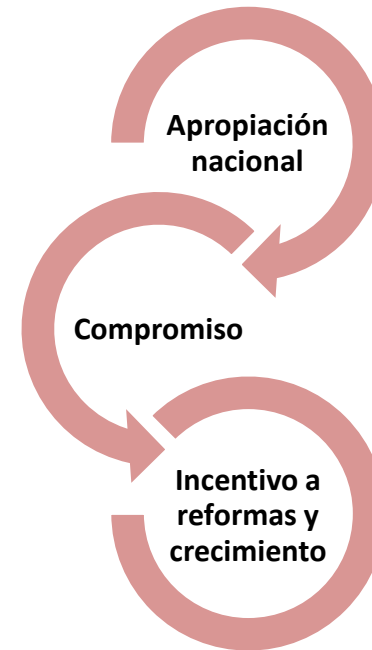 Apropiación
nacional
Compromiso
Incentivo a
reformas y
crecimiento